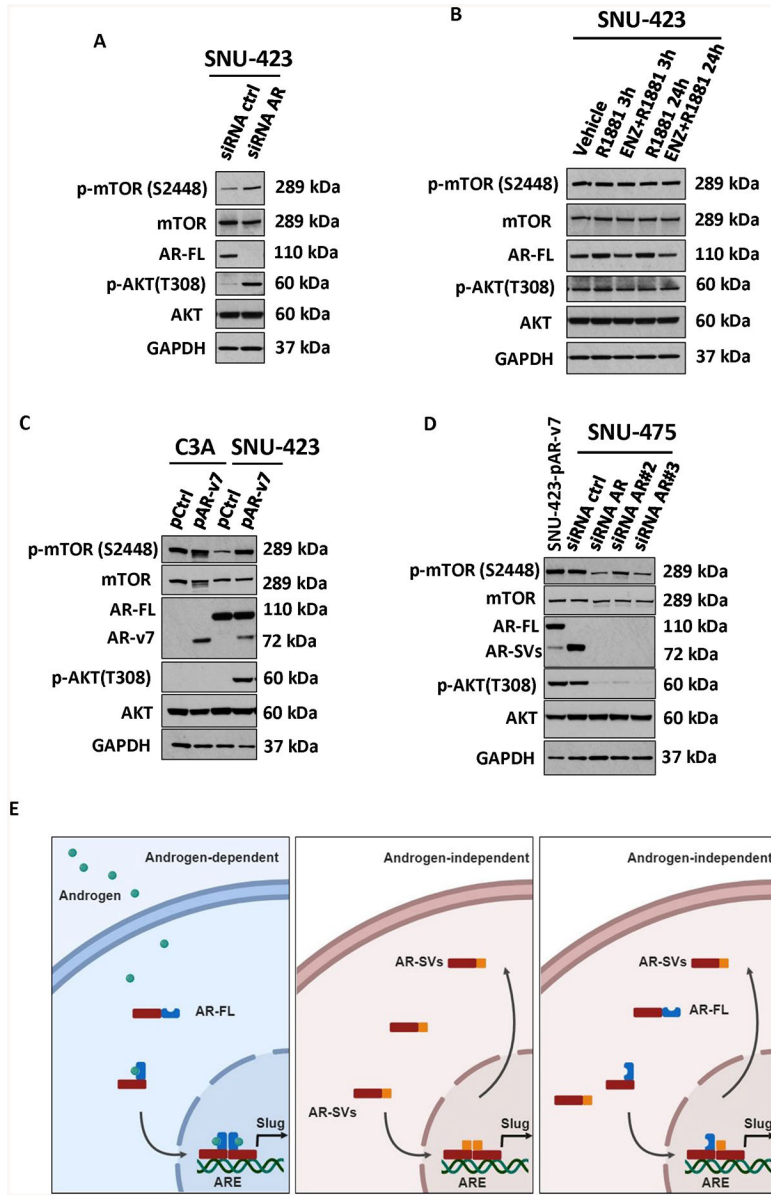 A
SNU-423
siRNA ctrl
siRNA AR
p-mTOR (S2448) 289 kDa
mTOR 289 kDa
AR-FL 110 kDa
p-AKT(T308) 60 kDa
AKT 60 kDa
GAPDH 37 kDa
B
SNU-423
Vehicle
R1881 3h
ENZ+R1881 3h
R1881 24h
ENZ+R1881 24h
p-mTOR (S2448) 289 kDa
mTOR 289 kDa
AR-FL 110 kDa
p-AKT(T308) 60 kDa
AKT 60 kDa
GAPDH 37 kDa
C
C3A SNU-423
pCtrl
pAR-v7
pCtrl
pAR-v7
p-mTOR (S2448) 289 kDa
mTOR 289 kDa
AR-FL 110 kDa
AR-v7 72 kDa
p-AKT(T308) 60 kDa
AKT 60 kDa
GAPDH 37 kDa
D
SNU-475
SNU-423-pAR-v7
siRNA ctrl
siRNA AR
siRNA AR#2
siRNA AR#3
p-mTOR (S2448) 289 kDa
mTOR 289 kDa
AR-FL 110 kDa
AR-SVs 72 kDa
p-AKT(T308) 60 kDa
AKT 60 kDa
GAPDH 37 kDa
E
Androgen-dependent
Androgen
AR-FL
Slug
ARE
Androgen-independent
AR-SVs
AR-SVs
Slug
ARE
Androgen-independent
AR-SVs
AR-FL
Slug
ARE